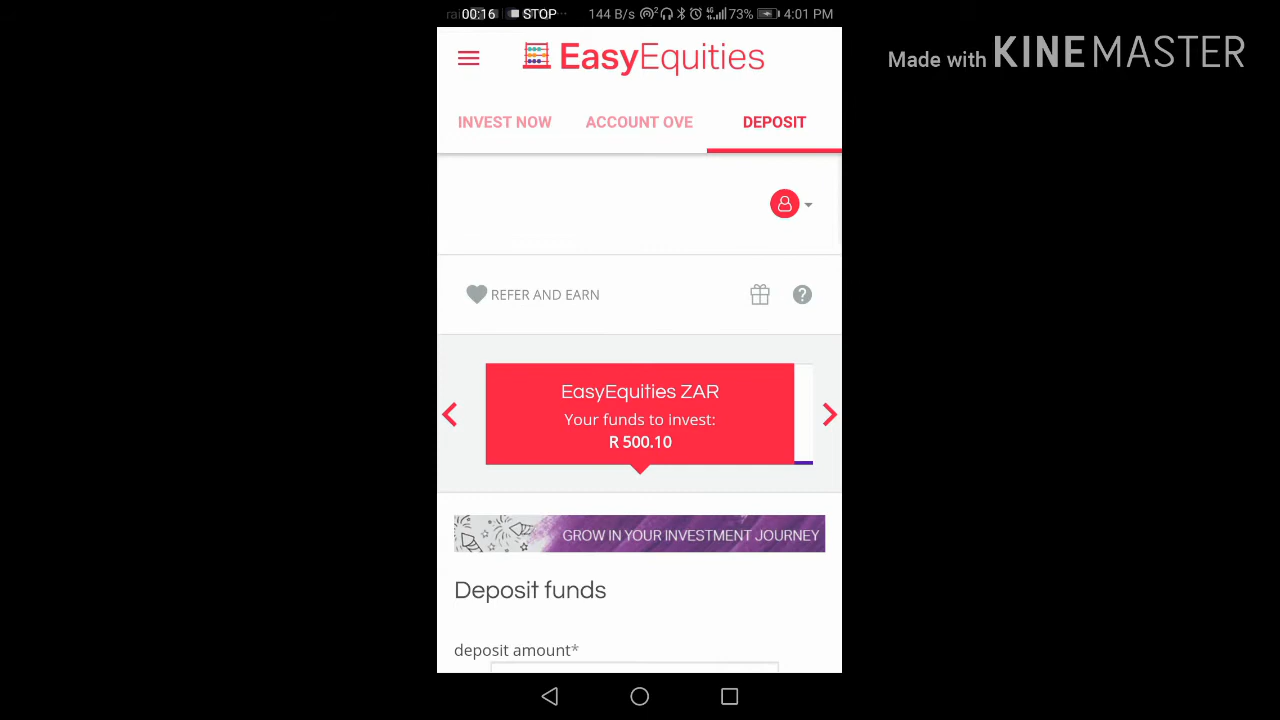 00:16 STOP 144 B/s 73% 4:01 PM
Made with KINEMASTER
EasyEquities
INVEST NOW ACCOUNT OVE DEPOSIT
REFER AND EARN
EasyEquities ZAR
Your funds to invest:
R 500.10
GROW IN YOUR INVESTMENT JOURNEY
Deposit funds
deposit amount*